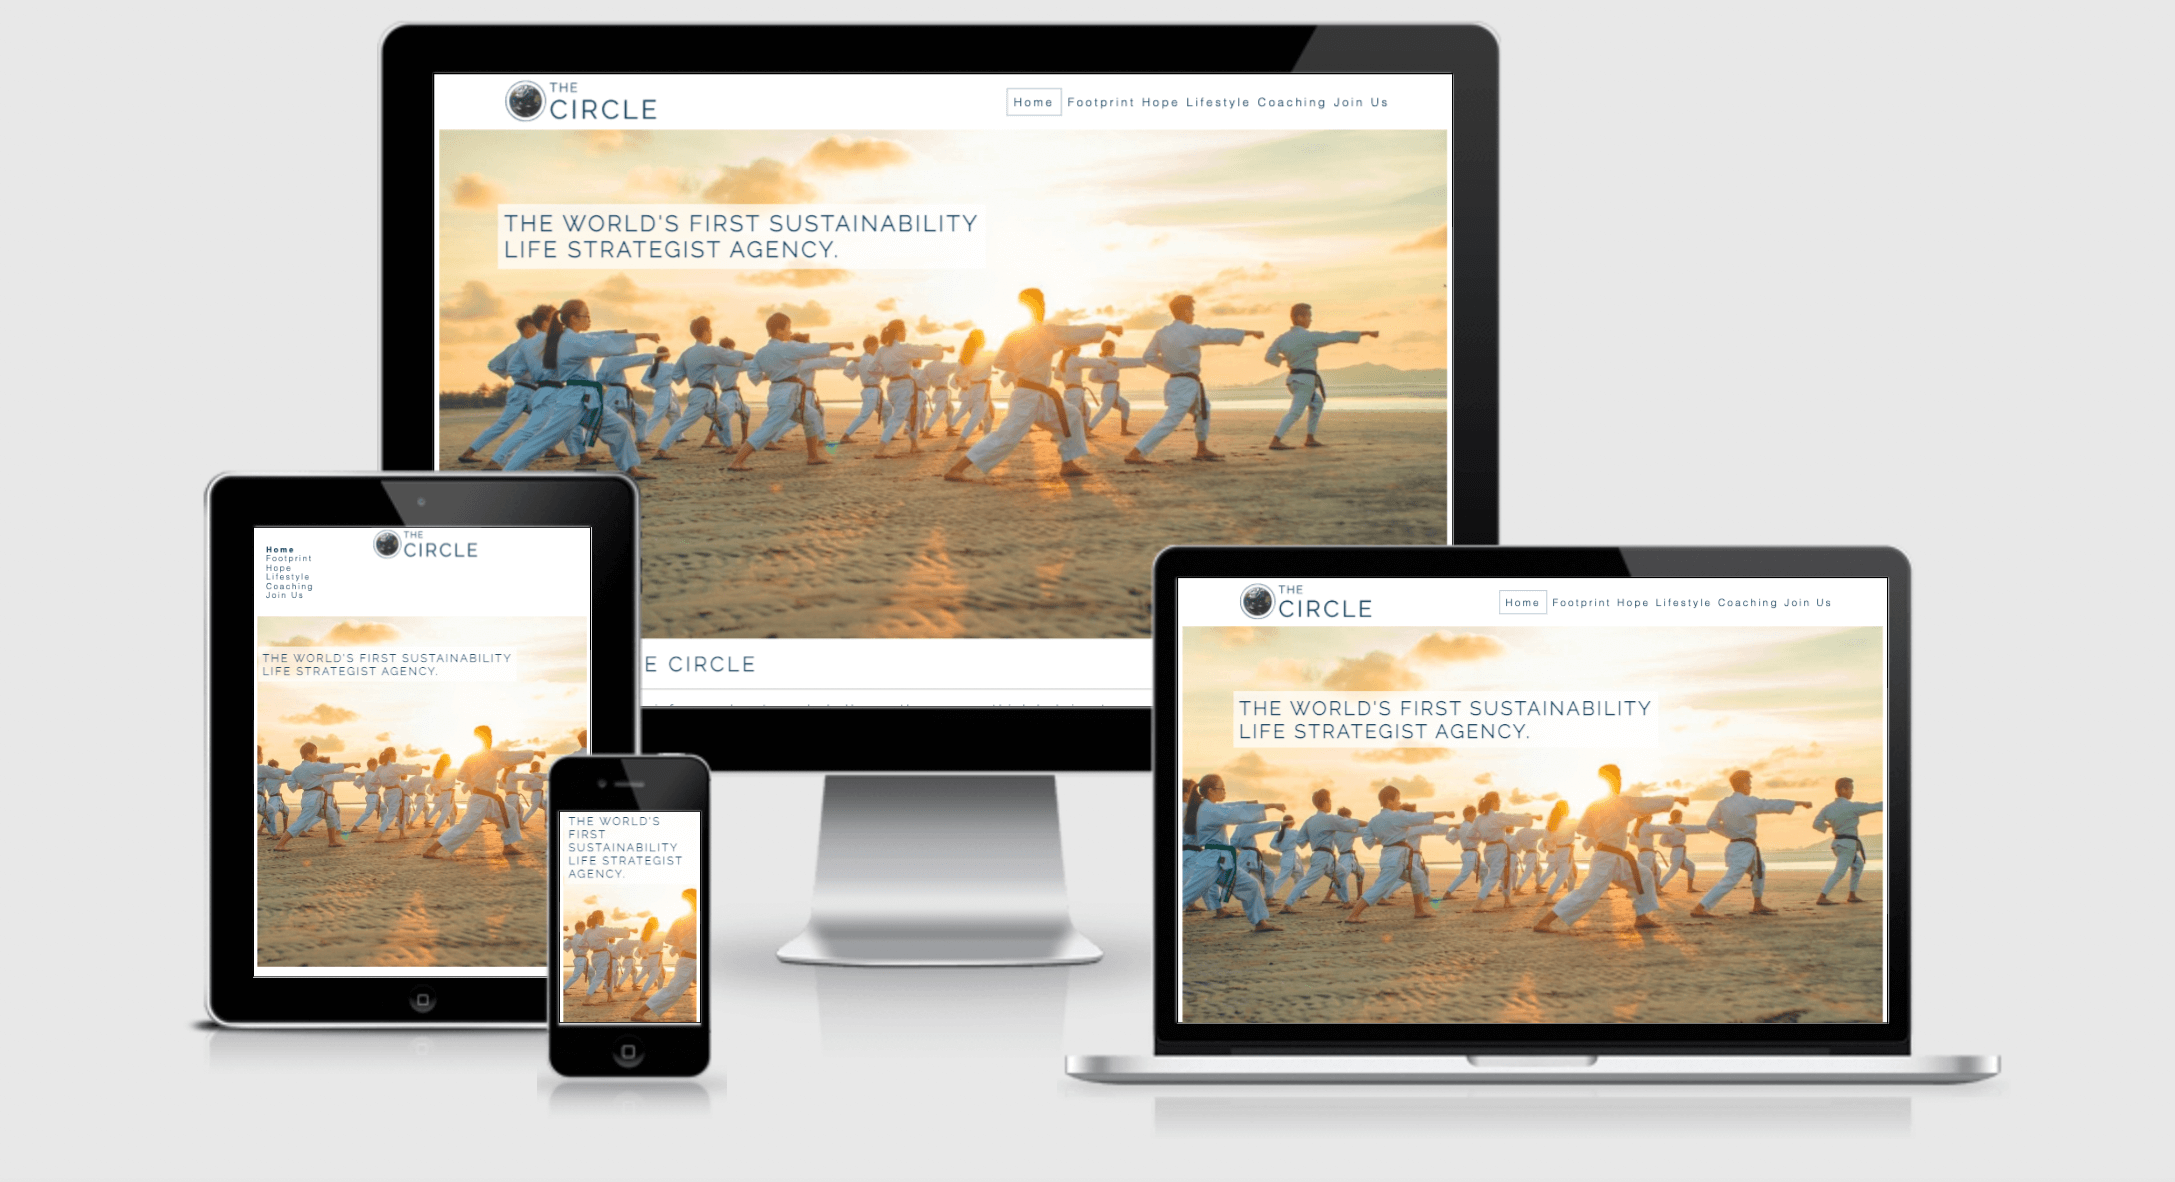 THE
CIRCLE
Home Footprint Hope Lifestyle Coaching Join Us
THE WORLD'S FIRST SUSTAINABILITY
LIFE STRATEGIST AGENCY.
E CIRCLE
THE
CIRCLE
Home
Footprint
Hope
Lifestyle
Coaching
Join Us
THE WORLD'S FIRST SUSTAINABILITY
LIFE STRATEGIST AGENCY.
THE WORLD'S
FIRST
SUSTAINABILITY
LIFE STRATEGIST
AGENCY.
THE
CIRCLE
Home Footprint Hope Lifestyle Coaching Join Us
THE WORLD'S FIRST SUSTAINABILITY
LIFE STRATEGIST AGENCY.